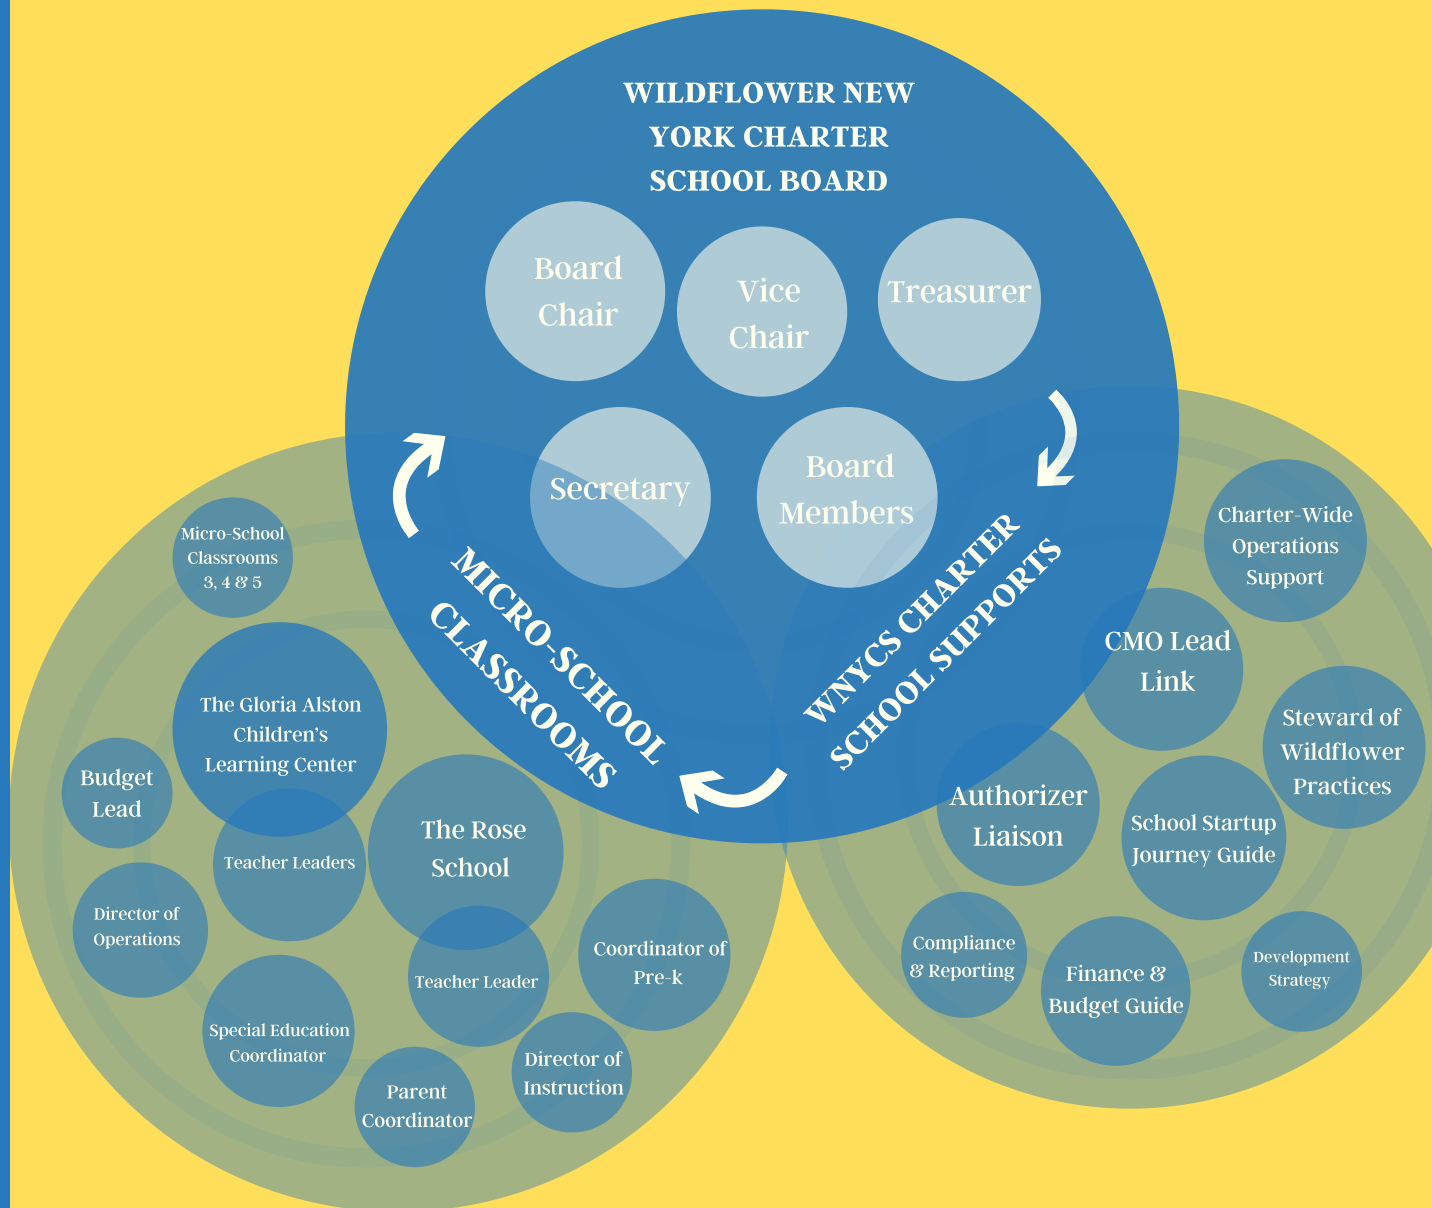 WILDFLOWER NEW
YORK CHARTER
SCHOOL BOARD
Board
Chair
Vice
Chair
Treasurer
Secretary
Board
Members
MICRO-SCHOOL
CLASSROOMS
WNYCS CHARTER
SCHOOL SUPPORTS
Micro-School
Classrooms
3, 4 & 5
The Gloria Alston
Children's
Learning Center
Budget
Lead
Teacher Leaders
The Rose
School
Director of
Operations
Teacher Leader
Coordinator of
Pre-k
Special Education
Coordinator
Parent
Coordinator
Director of
Instruction
Charter-Wide
Operations
Support
CMO Lead
Link
Steward of
Wildflower
Practices
Authorizer
Liaison
School Startup
Journey Guide
Compliance
& Reporting
Finance &
Budget Guide
Development
Strategy